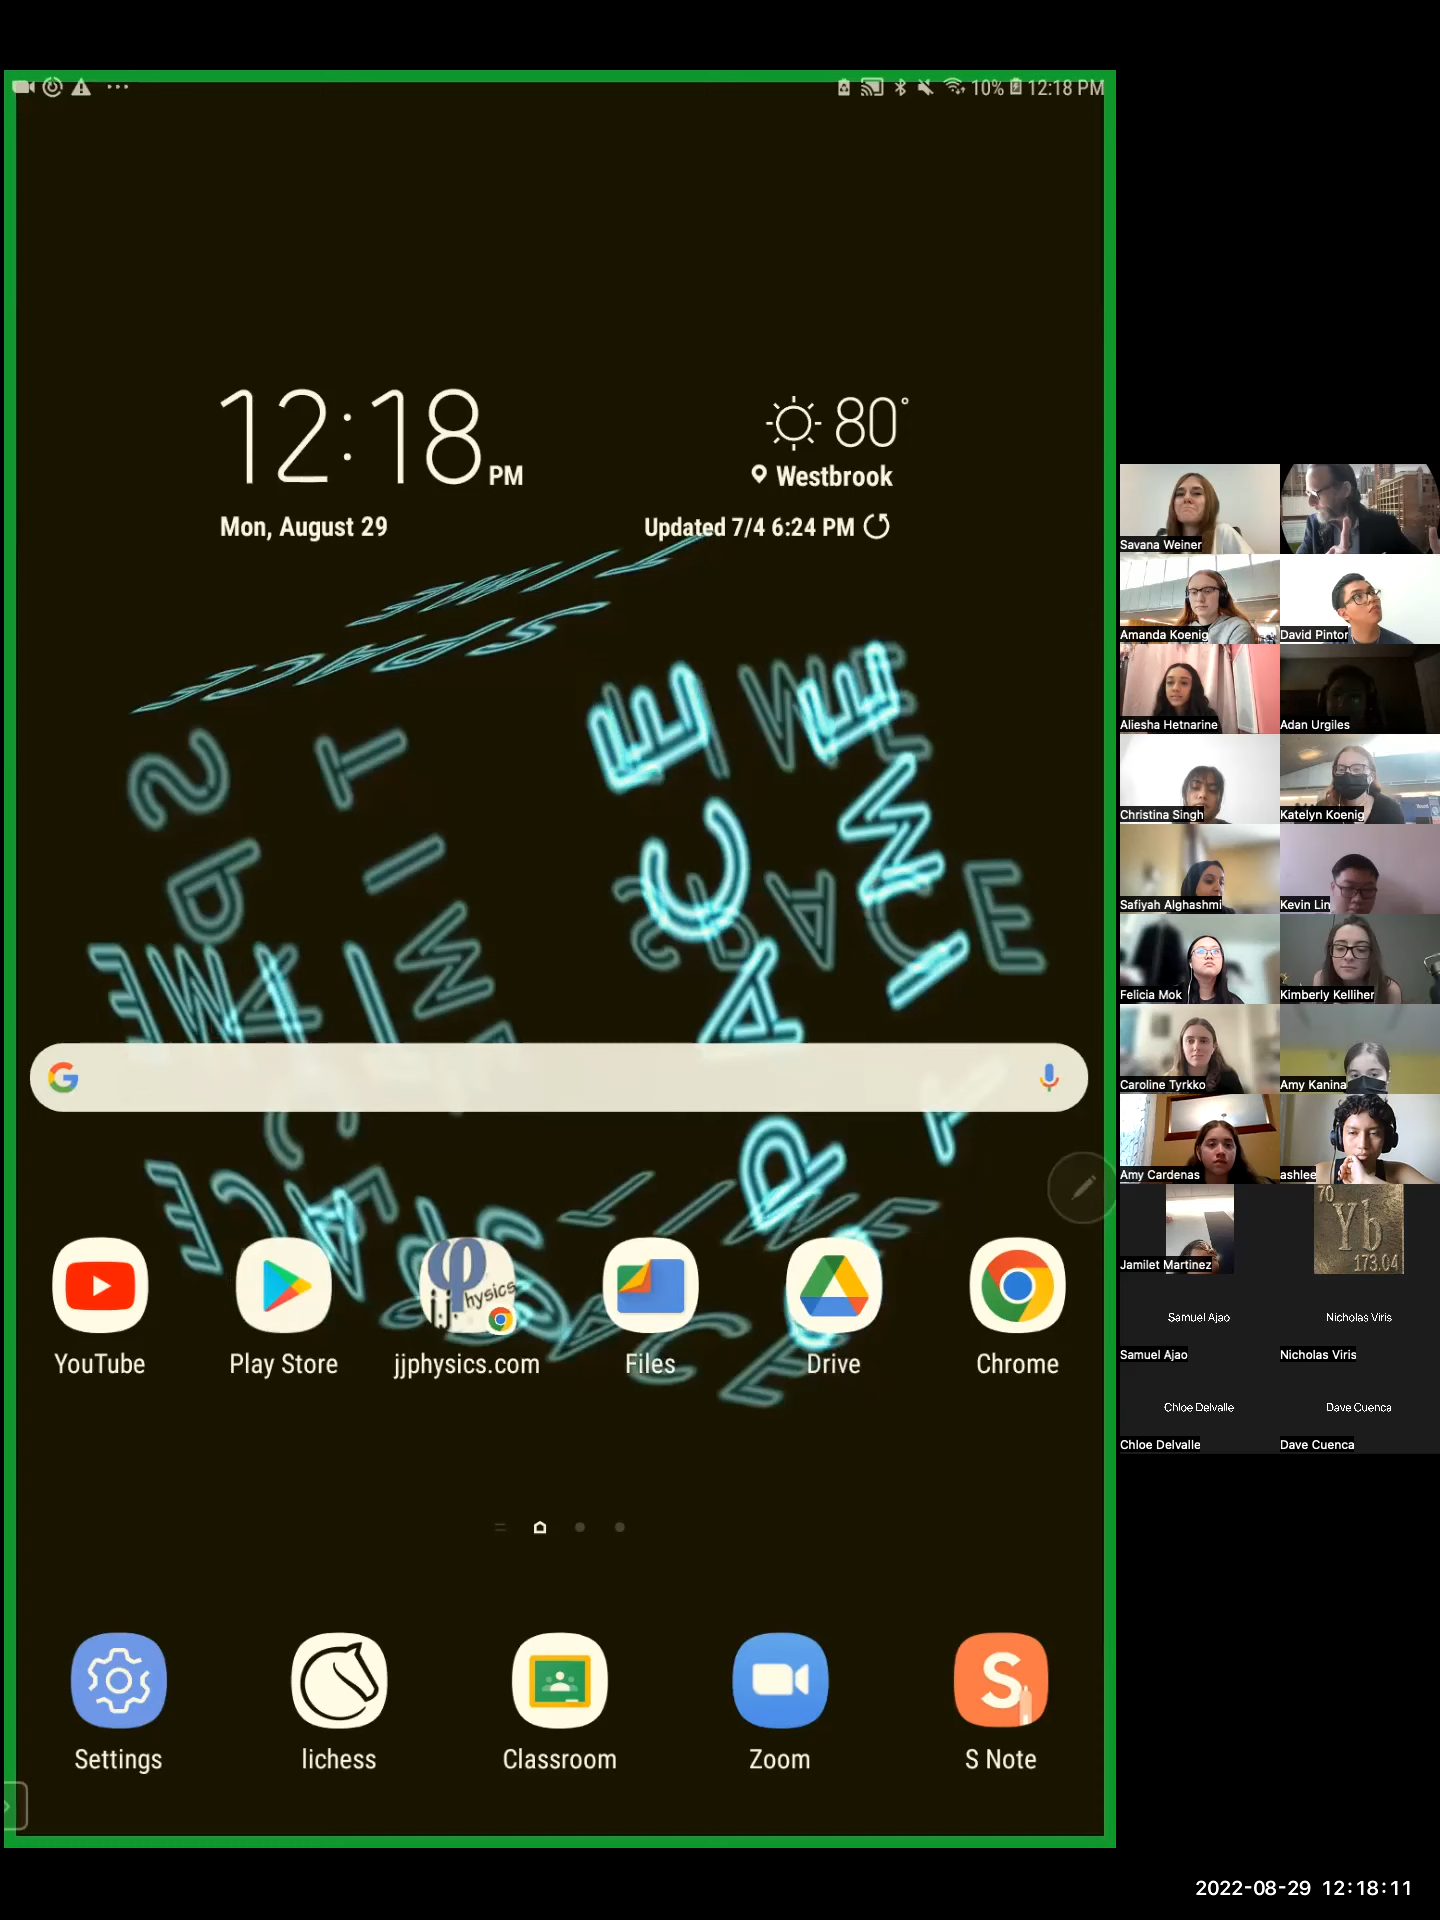 10% 12:18 PM
12:18 PM
80°
Westbrook
Mon, August 29
Updated 7/4 6:24 PM
TIME
SPACE
YouTube
Play Store
jjphysics.com
Files
Drive
Chrome
Settings
lichess
Classroom
Zoom
S Note
Savana Weiner
Amanda Koenig
David Pintor
Aliesha Hetnarine
Adan Urgiles
Christina Singh
Katelyn Koenig
Safiyah Alghashmi
Kevin Lin
Felicia Mok
Kimberly Kelliher
Caroline Tyrkko
Amy Kanina
Amy Cardenas
ashlee
Jamilet Martinez
70
Yb
173.04
Samuel Ajao
Nicholas Viris
Samuel Ajao
Nicholas Viris
Chloe Delvalle
Dave Cuenca
Chloe Delvalle
Dave Cuenca
2022-08-29 12:18:11